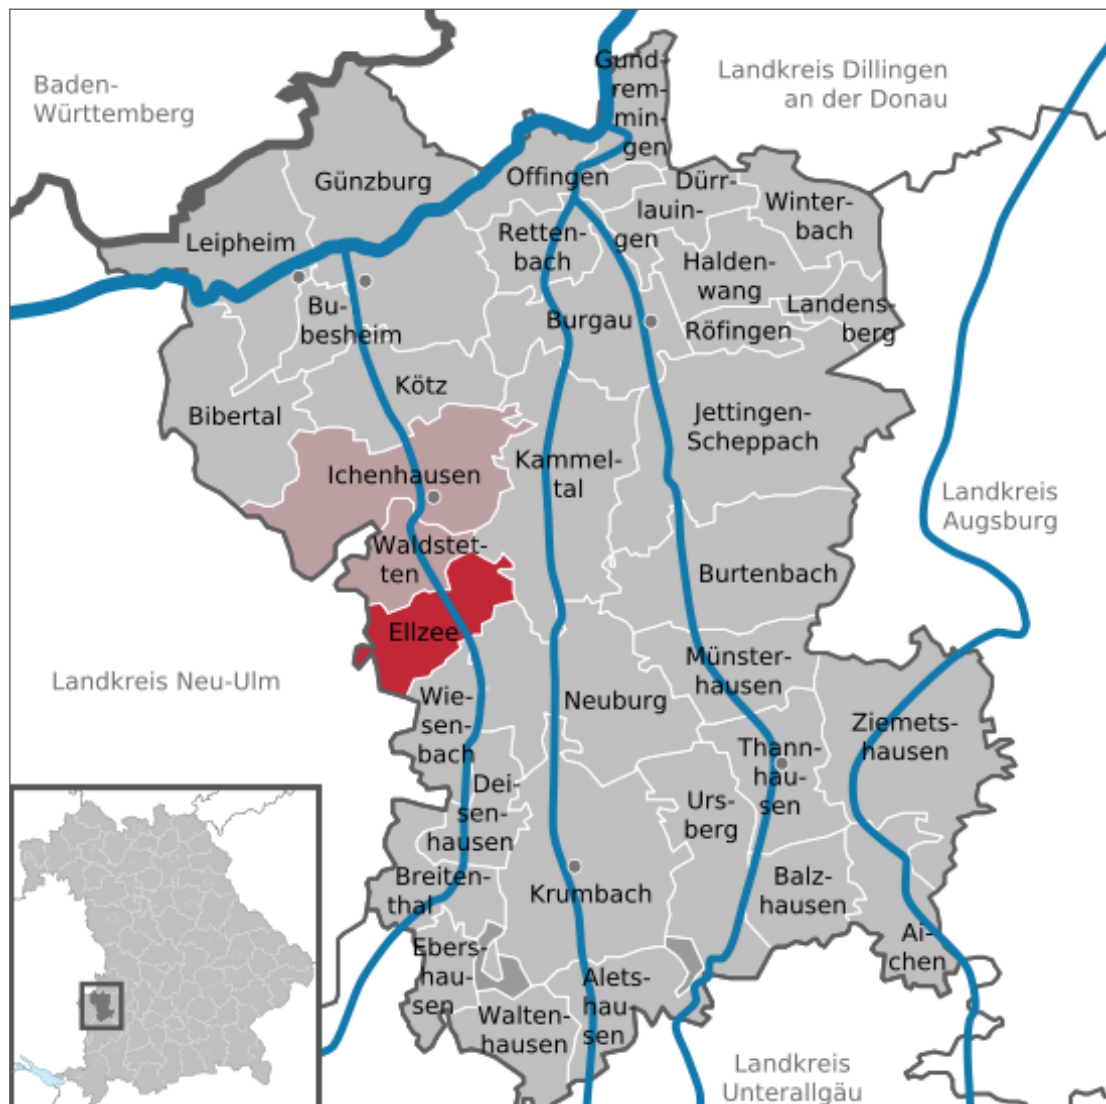 Baden-
Württemberg
Landkreis Dillingen
an der Donau
Gund-
rem-
min-
gen
Günzburg
Offingen
Dürr-
lauin-
gen
Winter-
bach
Leipheim
Retten-
bach
Halden-
wang
Landens-
berg
Bu-
besheim
Burgau
Röfingen
Kötz
Bibertal
Jettingen-
Scheppach
Ichenhausen
Kammel-
tal
Landkreis
Augsburg
Waldstet-
ten
Burtenbach
Ellzee
Landkreis Neu-Ulm
Münster-
hausen
Wie-
sen-
bach
Neuburg
Ziemets-
hausen
Thann-
hau-
sen
Dei-
sen-
hausen
Urs-
berg
Breiten-
thal
Krumbach
Balz-
hausen
Ebers-
hau-
sen
Ai-
chen
Alets-
hau-
sen
Walten-
hausen
Landkreis
Unterallgäu